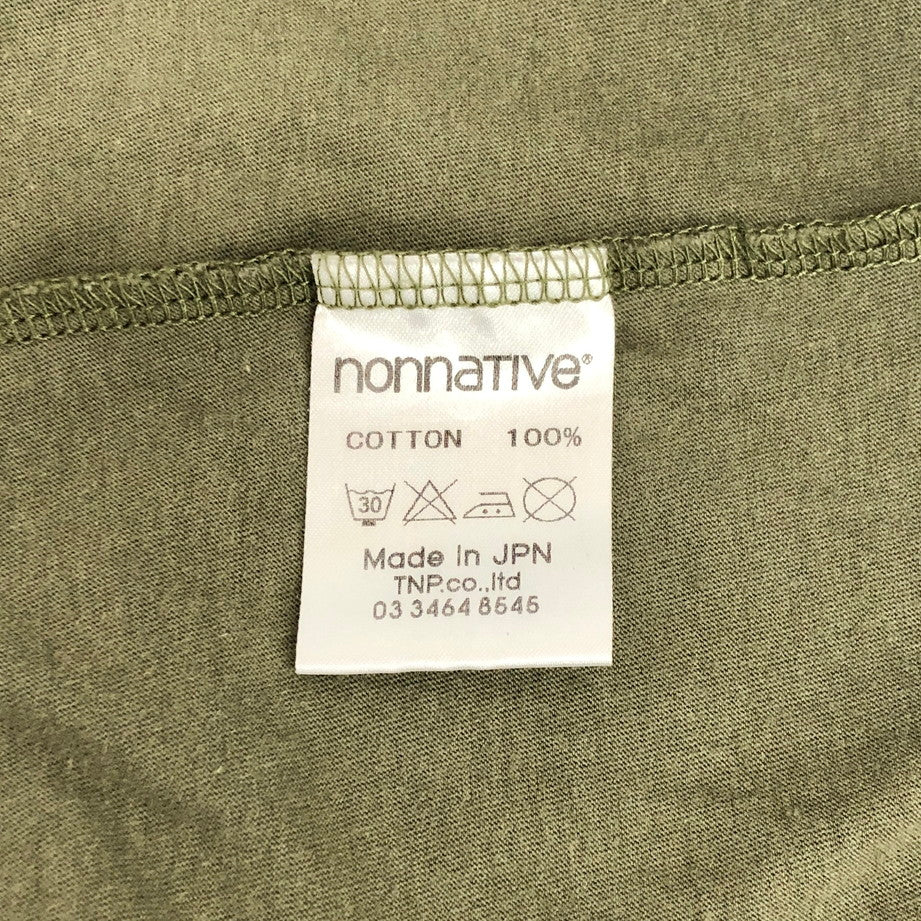 nonnative®
COTTON 100%
30
Made In JPN
TNP.co.,ltd
03 3464 8545